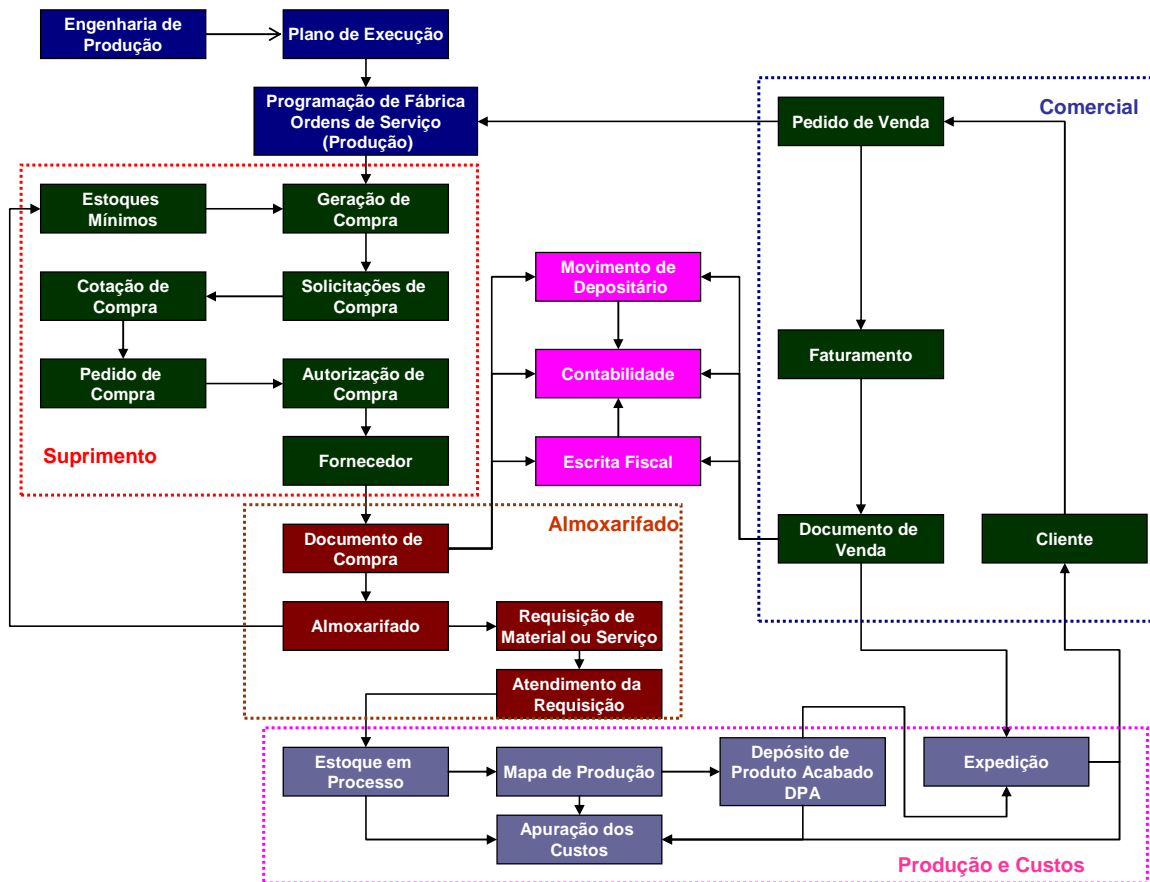 Engenharia de
Produção
Plano de Execução
Programação de Fábrica
Ordens de Serviço
(Produção)
Comercial
Pedido de Venda
Estoques
Mínimos
Geração de
Compra
Cotação de
Compra
Solicitações de
Compra
Movimento de
Depositário
Pedido de
Compra
Autorização de
Compra
Contabilidade
Faturamento
Suprimento
Fornecedor
Escrita Fiscal
Almoxarifado
Documento de
Compra
Documento de
Venda
Cliente
Almoxarifado
Requisição de
Material ou Serviço
Atendimento da
Requisição
Estoque em
Processo
Mapa de Produção
Depósito de
Produto Acabado
DPA
Expedição
Apuração dos
Custos
Produção e Custos